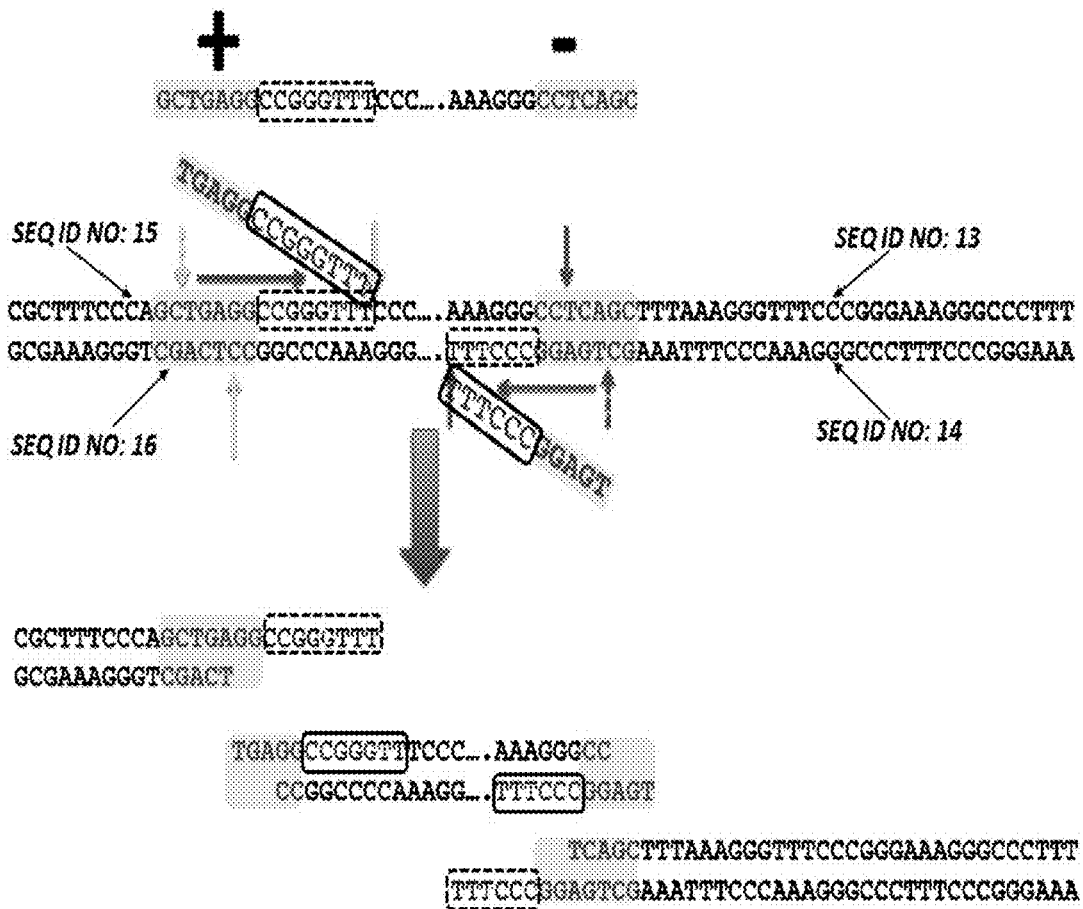 + -
GCTGAGGCCGGGTTTCCC....AAAGGGCCTCAGC
TGAGGCCGGGTTT
SEQ ID NO: 15
SEQ ID NO: 13
CGCTTTCCCAGCTGAGGCCGGGTTTCCC....AAAGGGCCTCAGCTTTAAAGGGTTTCCCGGGAAAGGGCCCTTT
GCGAAAGGGTCGACTCCGGCCCAAAGGG....TTTCCCGGAGTCGAAATTTCCCAAAGGGCCCTTTCCCGGGAAA
TTTCCCGGAGT
SEQ ID NO: 16
SEQ ID NO: 14
CGCTTTCCCAGCTGAGGCCGGGTTT
GCGAAAGGGTCGACT
TGAGGCCGGGTTTCCC....AAAGGGCC
CCGGCCCCAAAGG....TTTCCCGGAGT
TCAGCTTTAAAGGGTTTCCCGGGAAAGGGCCCTTT
TTTCCCGGAGTCGAAATTTCCCAAAGGGCCCTTTCCCGGGAAA